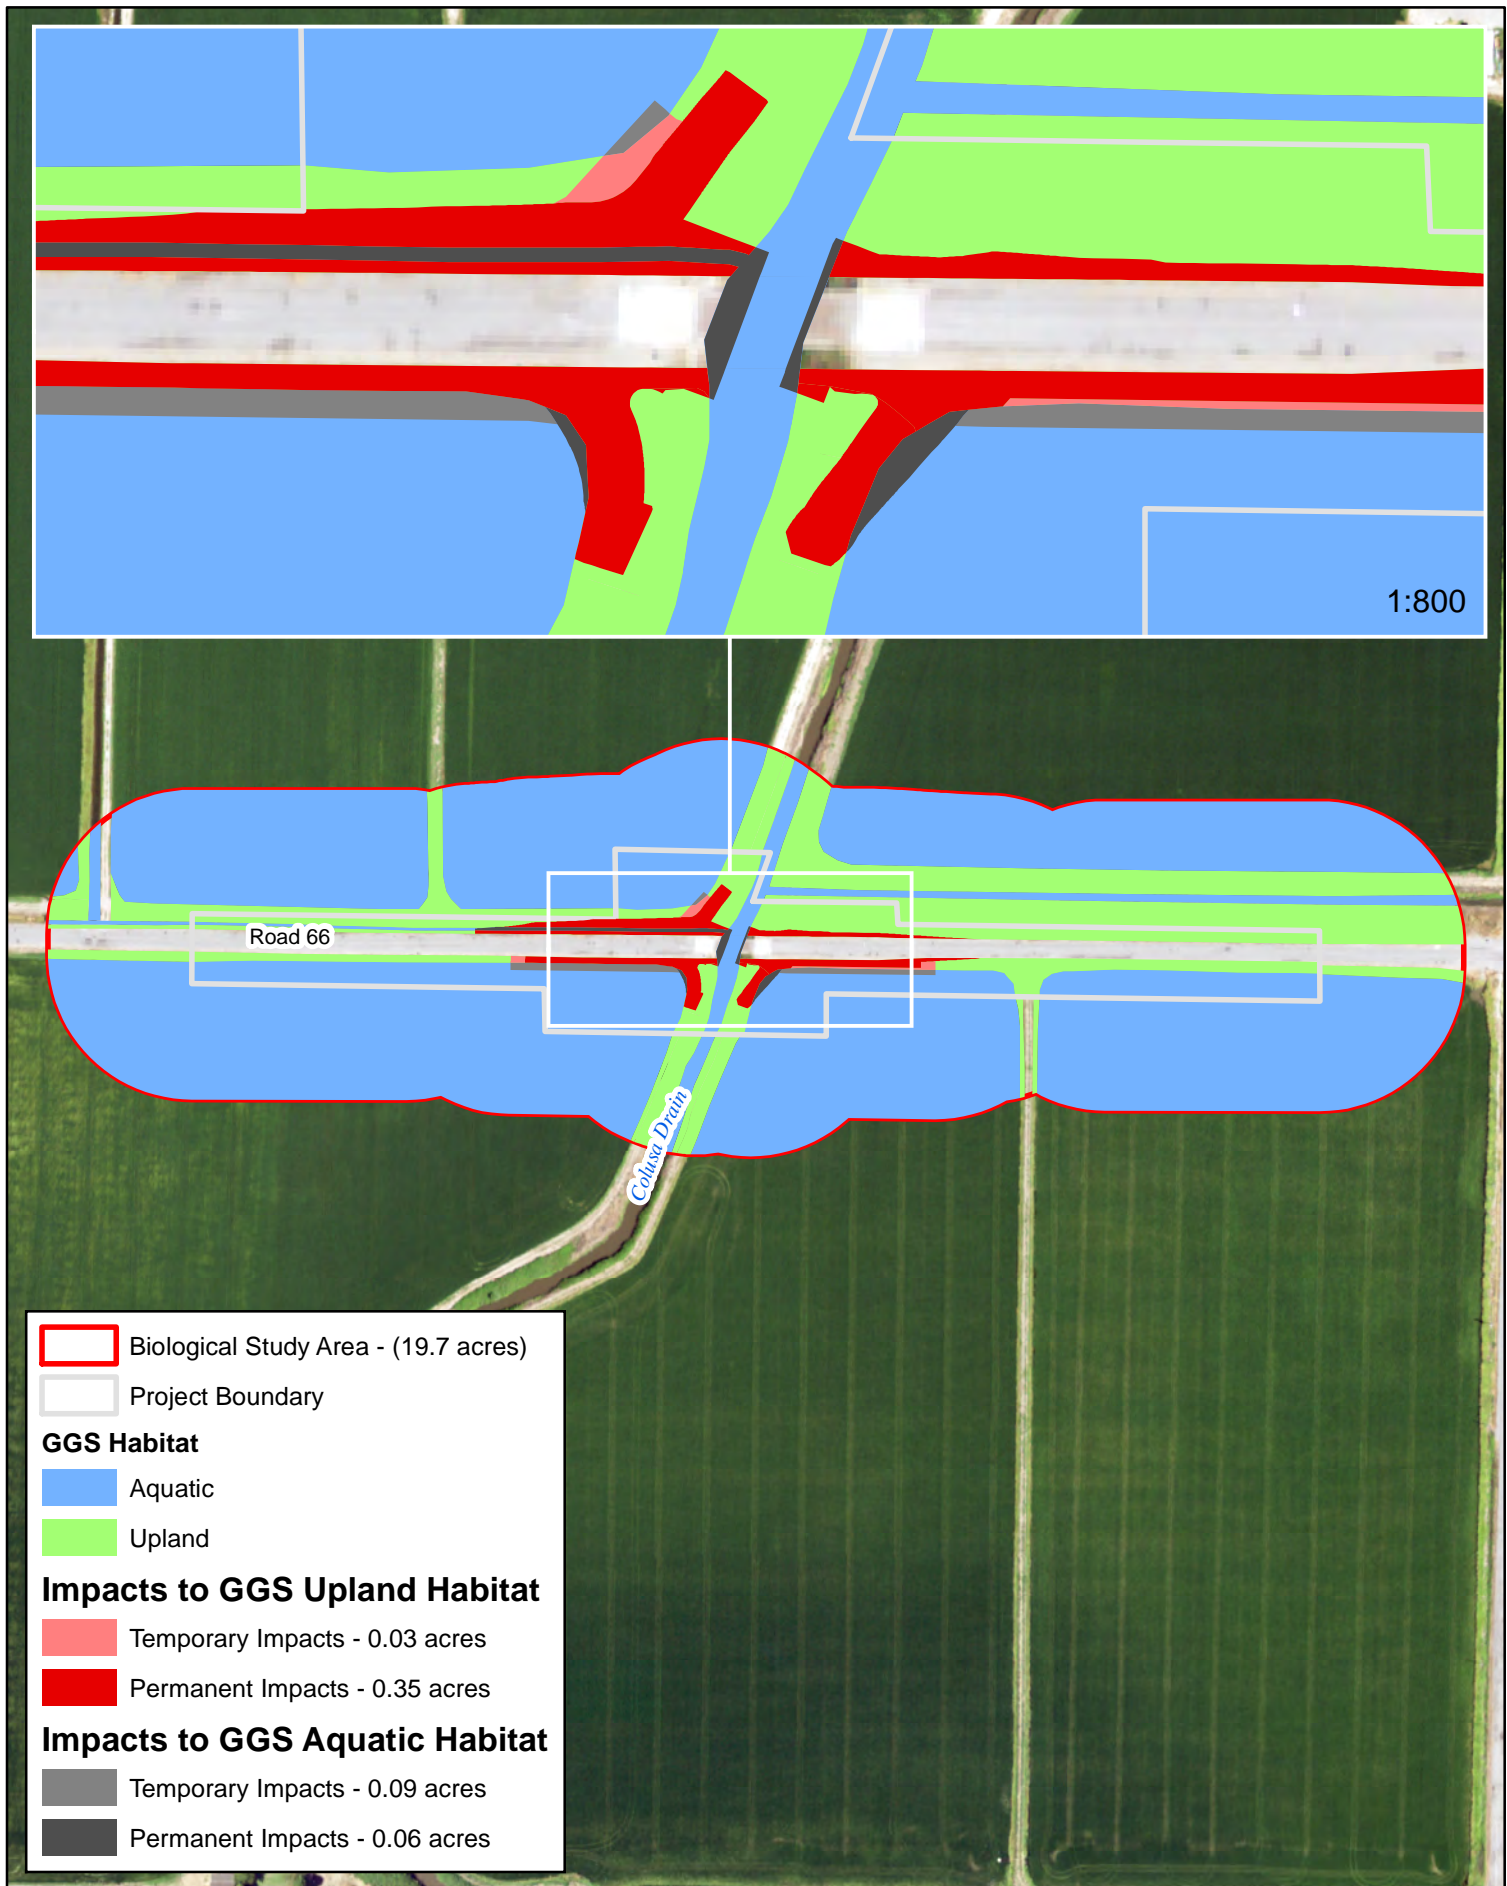 1:800
Road 66
Colusa Drain
Biological Study Area - (19.7 acres)
Project Boundary
GGS Habitat
Aquatic
Upland
Impacts to GGS Upland Habitat
Temporary Impacts - 0.03 acres
Permanent Impacts - 0.35 acres
Impacts to GGS Aquatic Habitat
Temporary Impacts - 0.09 acres
Permanent Impacts - 0.06 acres